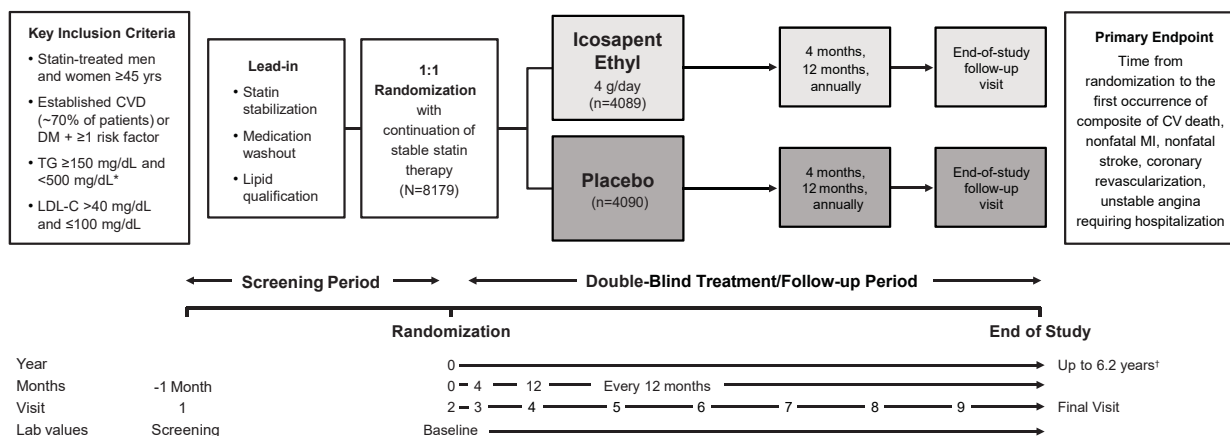 Key Inclusion Criteria
• Statin-treated men
and women ≥45 yrs
• Established CVD
(~70% of patients) or
DM + ≥1 risk factor
• TG ≥150 mg/dL and
<500 mg/dL*
• LDL-C >40 mg/dL
and ≤100 mg/dL
Lead-in
• Statin
stabilization
• Medication
washout
• Lipid
qualification
1:1
Randomization
with
continuation of
stable statin
therapy
(N=8179)
Icosapent
Ethyl
4 g/day
(n=4089)
4 months,
12 months,
annually
End-of-study
follow-up
visit
Placebo
(n=4090)
4 months,
12 months,
annually
End-of-study
follow-up
visit
Primary Endpoint
Time from
randomization to
the first
occurrence of
composite of CV death,
nonfatal MI, nonfatal
stroke, coronary
revascularization,
unstable angina
requiring hospitalization
Screening Period
Double-Blind Treatment/Follow-up Period
Randomization
End of Study
Year 0 Up to 6.2 years†
Months -1 Month 0 4 12 Every 12 months
Visit 1 2 3 4 5 6 7 8 9 Final Visit
Lab values Screening Baseline